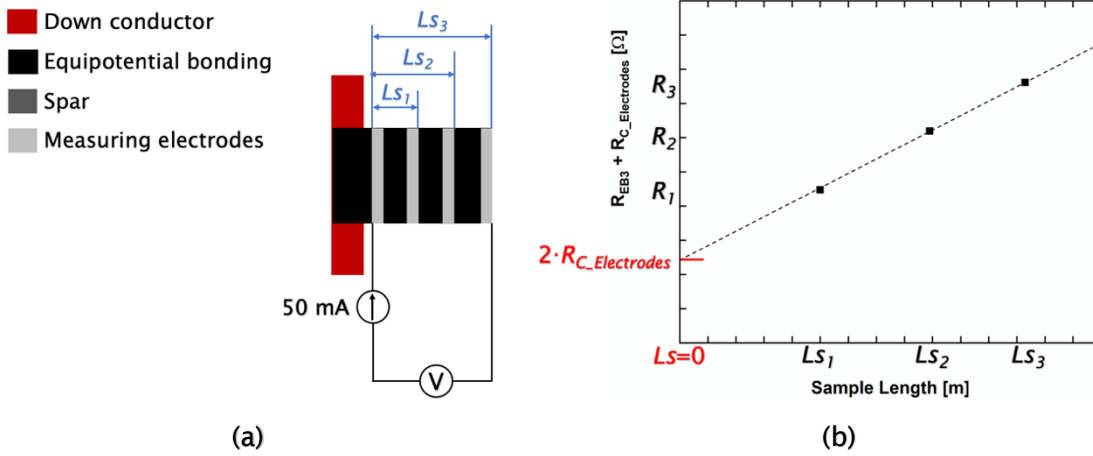 Down conductor
Equipotential bonding
Spar
Measuring electrodes
Ls3
Ls2
Ls1
50 mA
V
(a)
R_EB3 + R_C_Electrodes [Ω]
R3
R2
R1
2·R_C_Electrodes
Ls=0
Ls1
Ls2
Ls3
Sample Length [m]
(b)